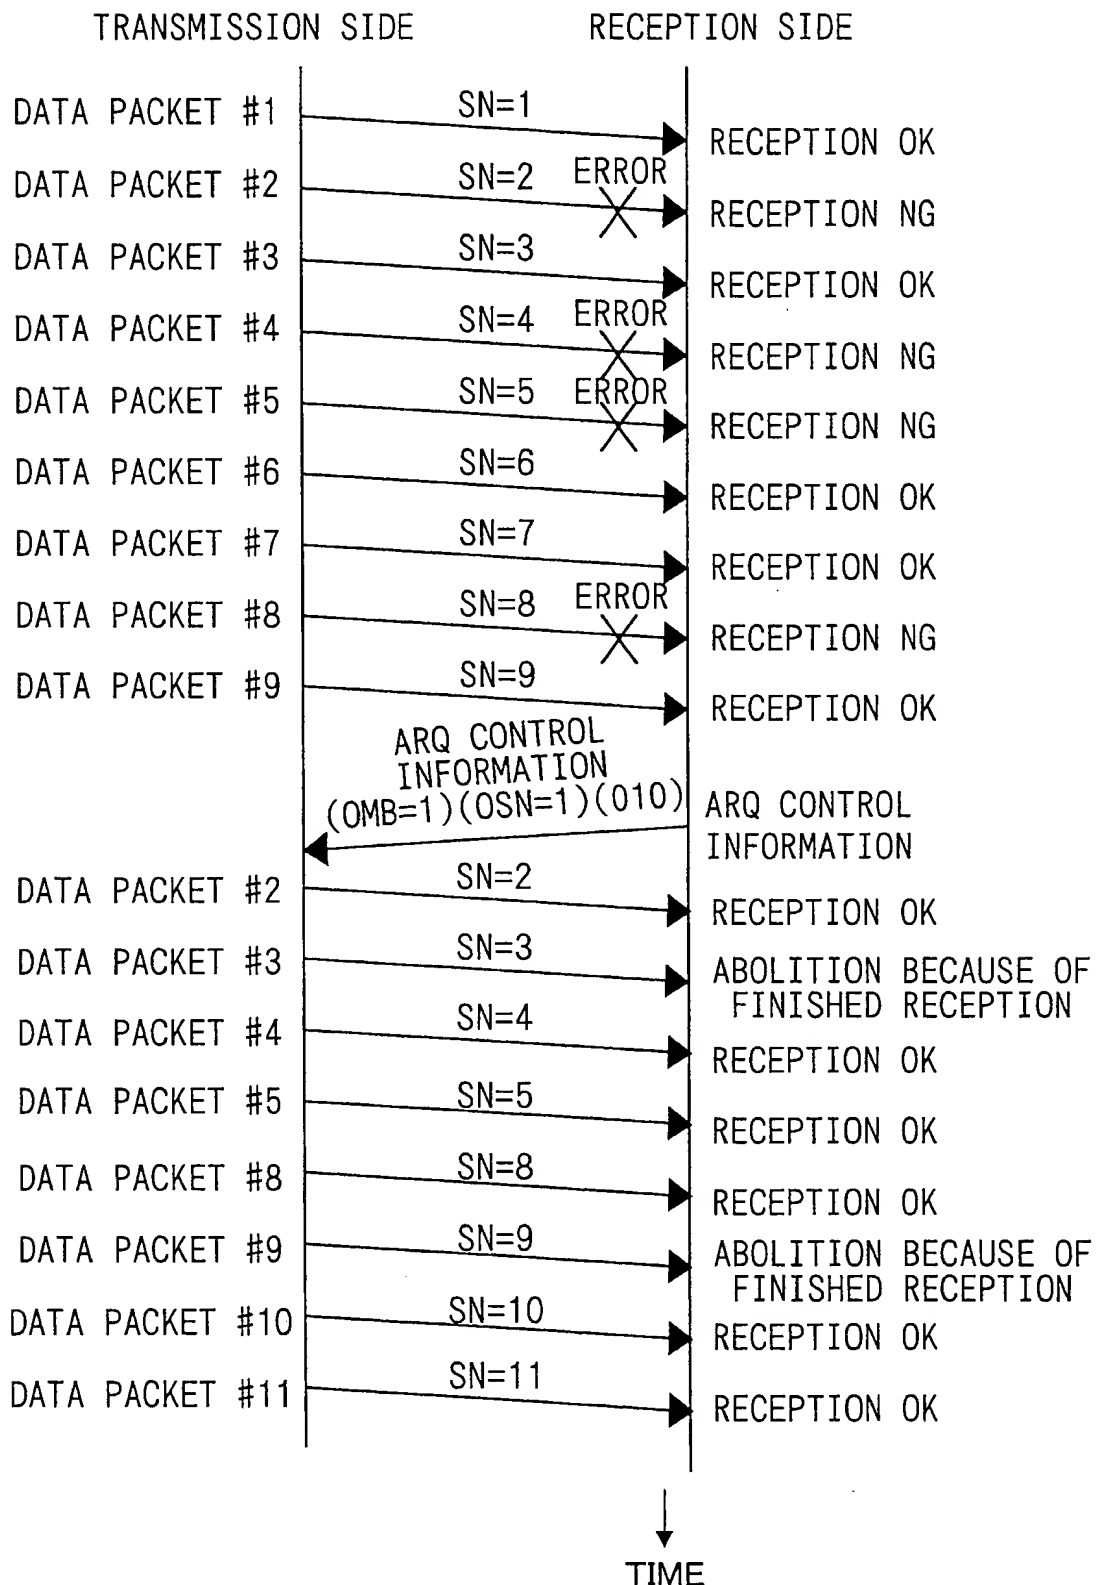 TRANSMISSION SIDE RECEPTION SIDE
DATA PACKET #1 SN=1
RECEPTION OK
DATA PACKET #2 SN=2 ERROR
RECEPTION NG
DATA PACKET #3 SN=3
RECEPTION OK
DATA PACKET #4 SN=4 ERROR
RECEPTION NG
DATA PACKET #5 SN=5 ERROR
RECEPTION NG
DATA PACKET #6 SN=6
RECEPTION OK
DATA PACKET #7 SN=7
RECEPTION OK
DATA PACKET #8 SN=8 ERROR
RECEPTION NG
DATA PACKET #9 SN=9
RECEPTION OK
ARQ CONTROL
INFORMATION
(OMB=1)(OSN=1)(010)
ARQ CONTROL
INFORMATION
DATA PACKET #2 SN=2
RECEPTION OK
DATA PACKET #3 SN=3
ABOLITION BECAUSE OF
FINISHED RECEPTION
DATA PACKET #4 SN=4
RECEPTION OK
DATA PACKET #5 SN=5
RECEPTION OK
DATA PACKET #8 SN=8
RECEPTION OK
DATA PACKET #9 SN=9
ABOLITION BECAUSE OF
FINISHED RECEPTION
DATA PACKET #10 SN=10
RECEPTION OK
DATA PACKET #11 SN=11
RECEPTION OK
TIME